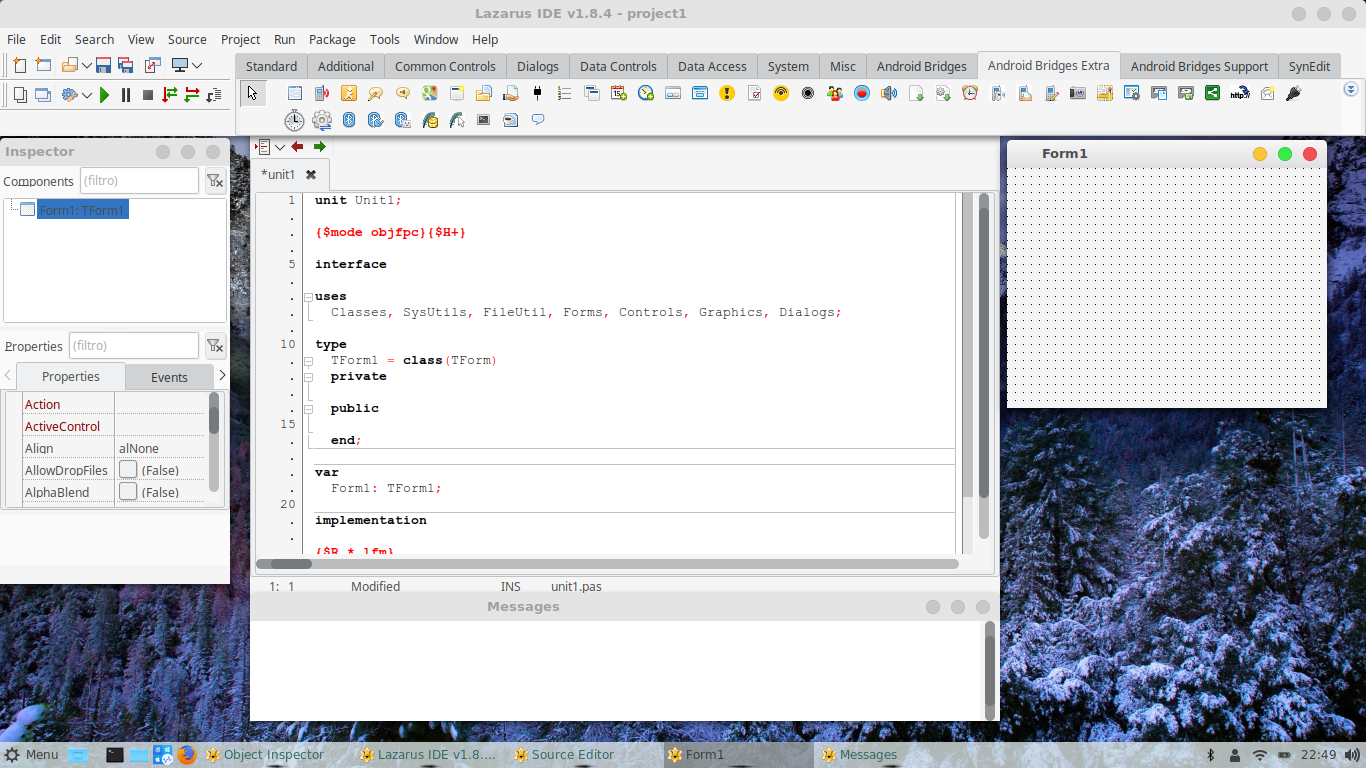 Lazarus IDE v1.8.4 - project1
File Edit Search View Source Project Run Package Tools Window Help
Standard Additional Common Controls Dialogs Data Controls Data Access System Misc Android Bridges Android Bridges Extra Android Bridges Support SynEdit
http://
Inspector
Components (filtro)
Form1: TForm1
Properties (filtro)
Properties Events
Action
ActiveControl
Align alNone
AllowDropFiles (False)
AlphaBlend (False)
*unit1
1 unit Unit1;
{$mode objfpc}{$H+}
5 interface
uses
Classes, SysUtils, FileUtil, Forms, Controls, Graphics, Dialogs;
10 type
TForm1 = class(TForm)
private
public
15
end;
var
Form1: TForm1;
20
implementation
{$R *.lfm}
1: 1 Modified INS unit1.pas
Messages
Form1
Menu Object Inspector Lazarus IDE v1.8.... Source Editor Form1 Messages 22:49